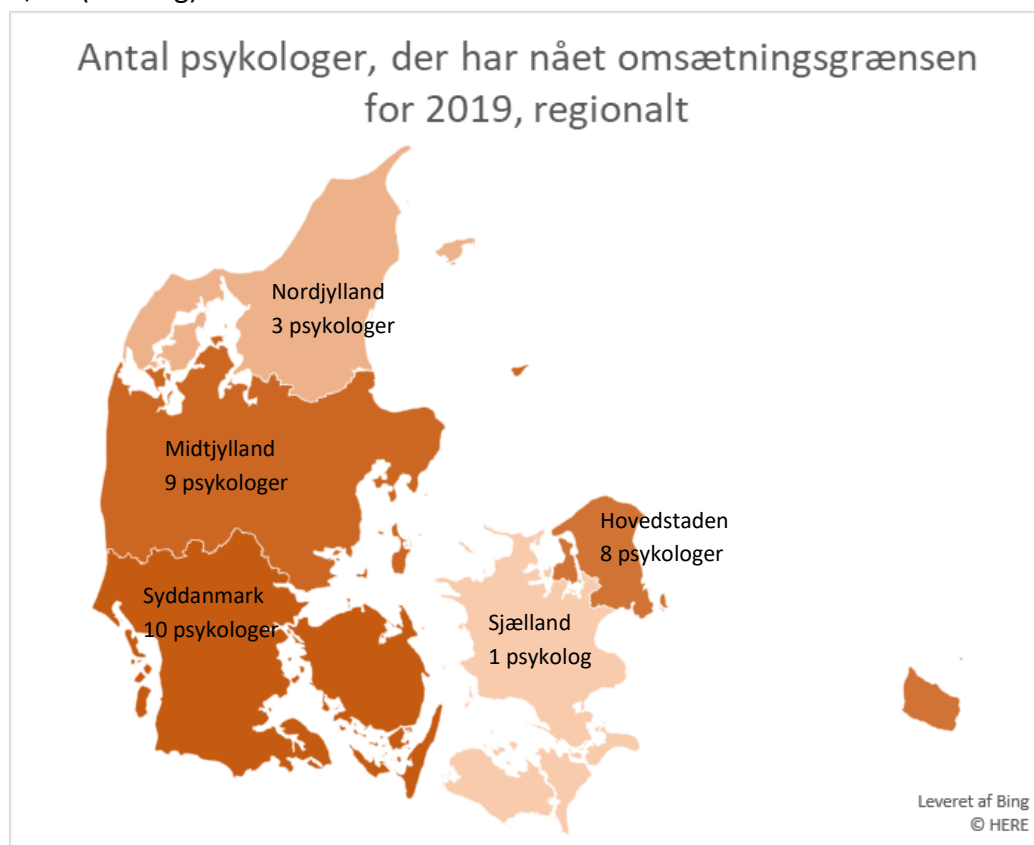 Antal psykologer, der har nået omsætningsgrænsen
for 2019, regionalt
Nordjylland
3 psykologer
Midtjylland
9 psykologer
Hovedstaden
8 psykologer
Syddanmark
10 psykologer
Sjælland
1 psykolog
Leveret af Bing
© HERE